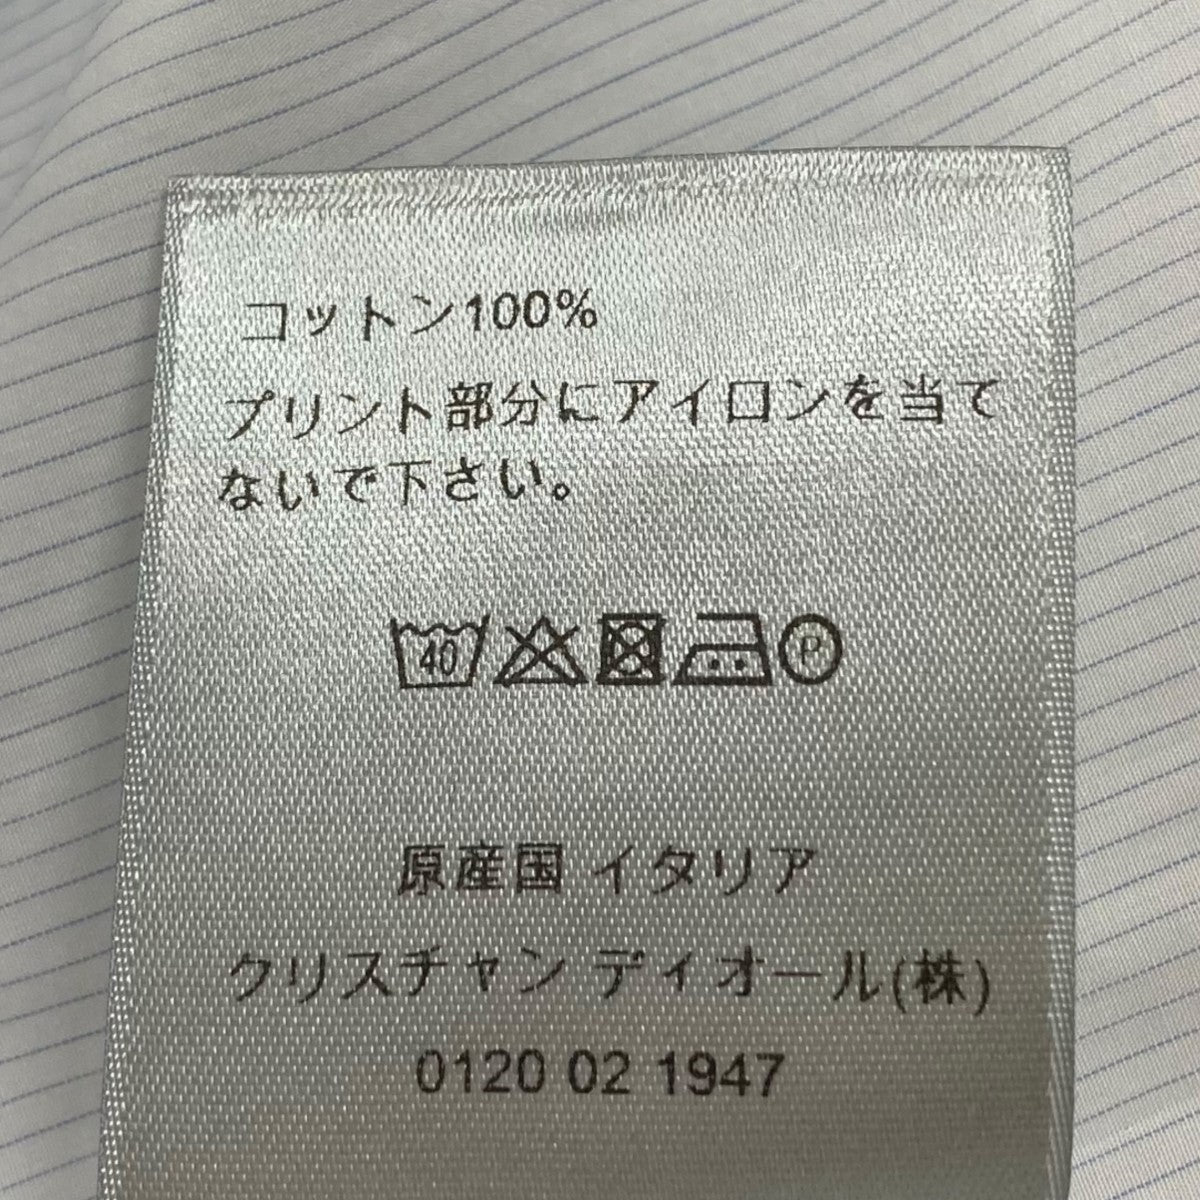 コットン100%
プリント部分にアイロンを当て
ないで下さい。
40 P
原産国 イタリア
クリスチャン ディオール(株)
0120 02 1947